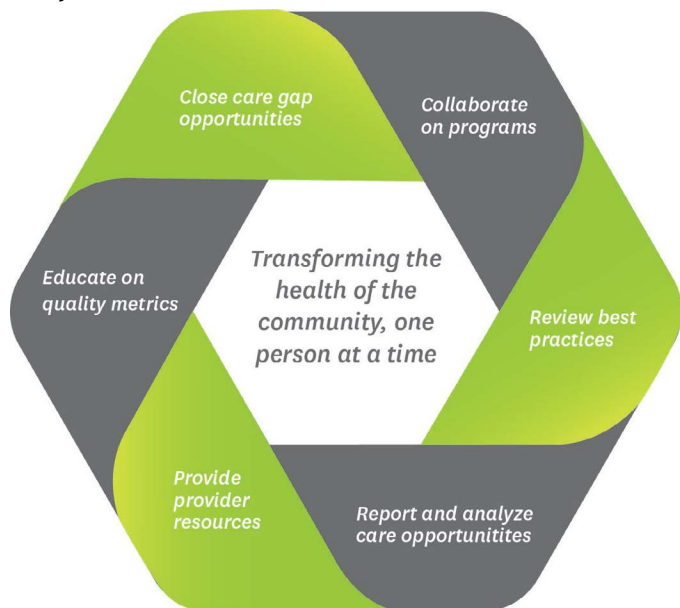 Close care gap
opportunities
Collaborate
on programs
Educate on
quality metrics
Transforming the
health of the
community, one
person at a time
Review best
practices
Provide
provider
resources
Report and analyze
care opportunitites